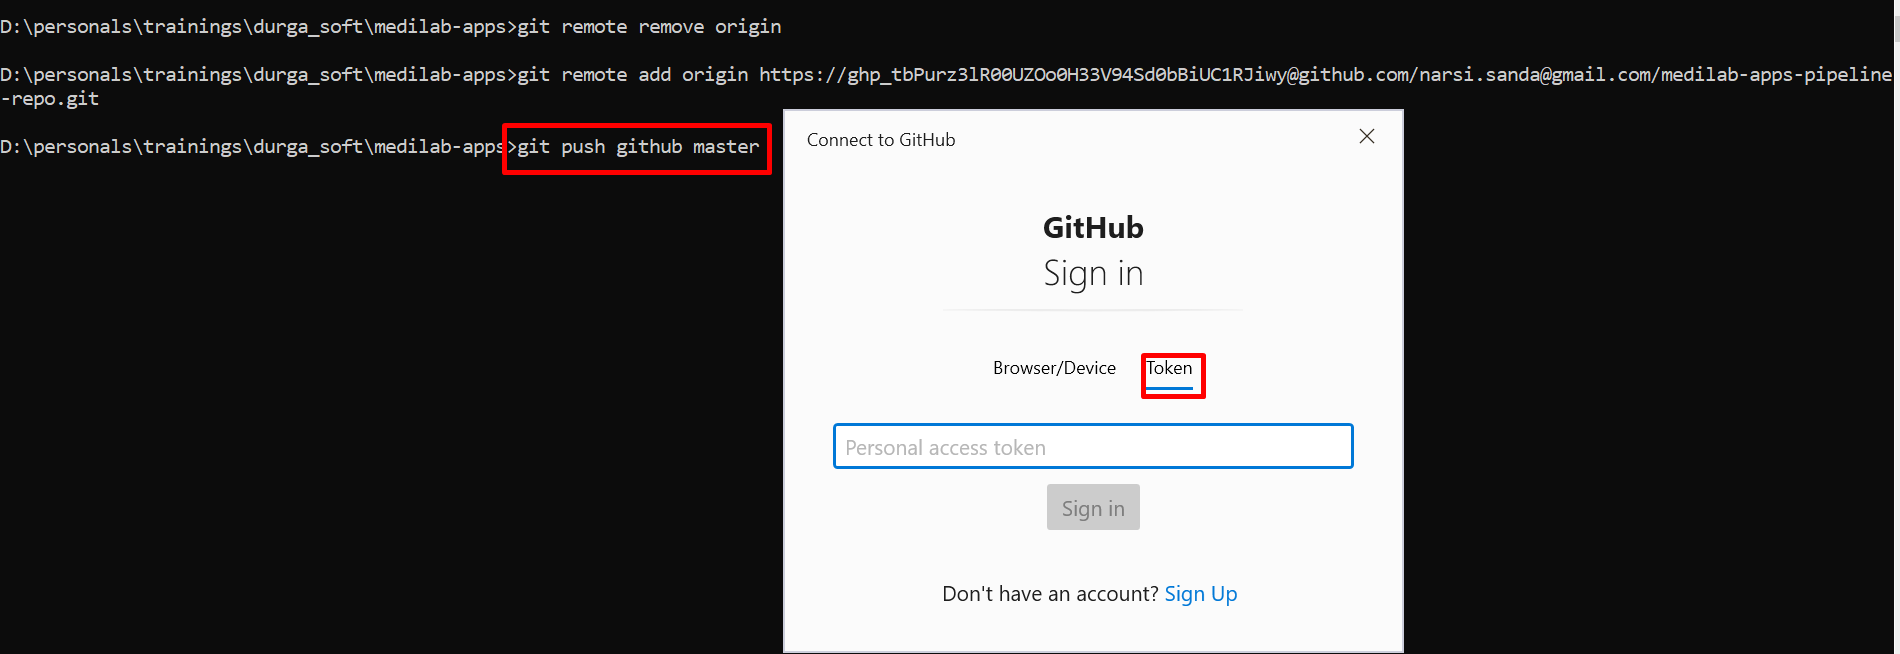 D:\personals\trainings\durga_soft\medilab-apps>git remote remove origin
D:\personals\trainings\durga_soft\medilab-apps>git remote add origin https://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@github.com/narsi.sanda@gmail.com/medilab-apps-pipeline
-repo.git
D:\personals\trainings\durga_soft\medilab-apps>git push github master
Connect to GitHub
GitHub
Sign in
Browser/Device Token
Personal access token
Sign in
Don't have an account? Sign Up